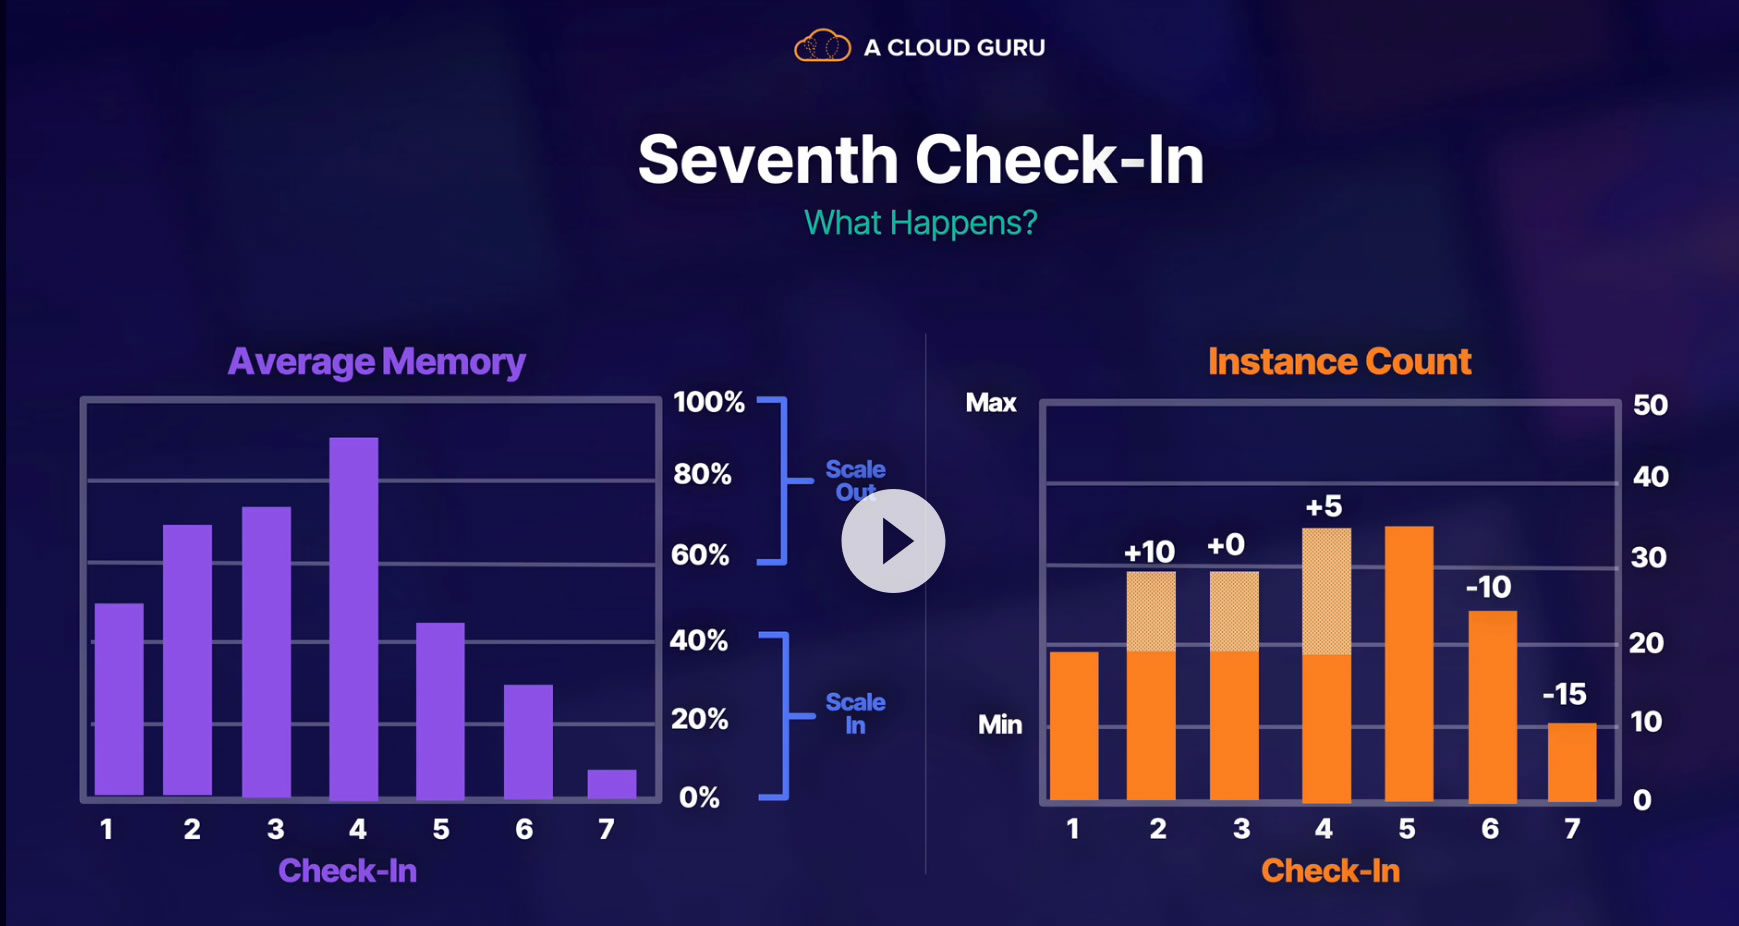 A CLOUD GURU
Seventh Check-In
What Happens?
Average Memory
100%
80%
60%
40%
20%
0%
Scale
Out
Scale
In
1 2 3 4 5 6 7
Check-In
Instance Count
Max
Min
50
40
30
20
10
0
+10
+0
+5
-10
-15
1 2 3 4 5 6 7
Check-In